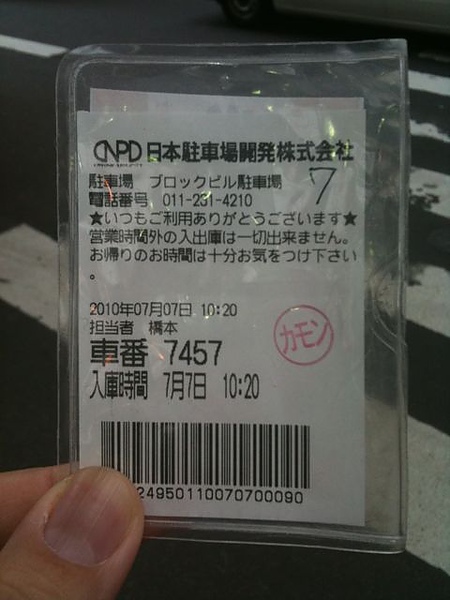 NPD 日本駐車場開発株式会社
駐車場 ブロックビル駐車場 7
電話番号 011-231-4210
★いつもご利用ありがとうございます★
営業時間外の入出庫は一切出来ません。
お帰りのお時間は十分お気をつけ下さい
。
2010年07月07日 10:20
担当者 橋本
カモン
車番 7457
入庫時間 7月7日 10:20
24950110070700090